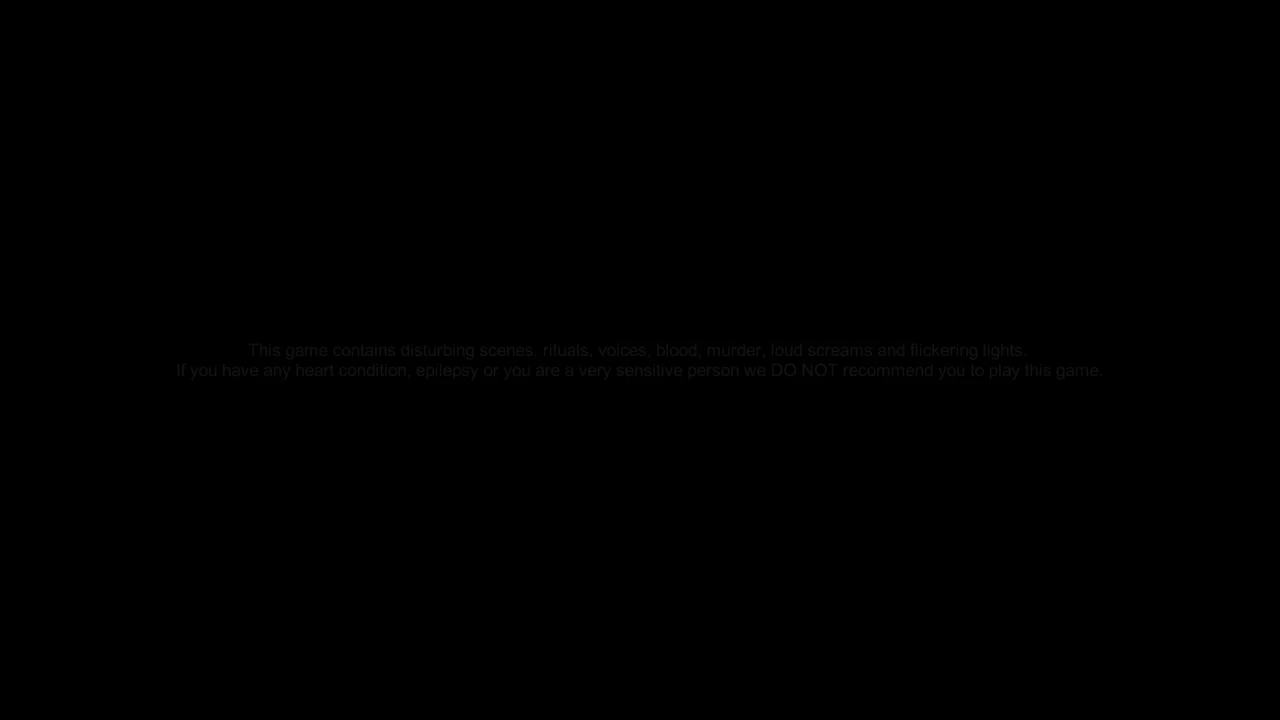 This game contains disturbing scenes, rituals, voices, blood, murder, loud screams and flickering lights.
If you have any heart condition, epilepsy or you are a very sensitive person we DO NOT recommend you to play this game.